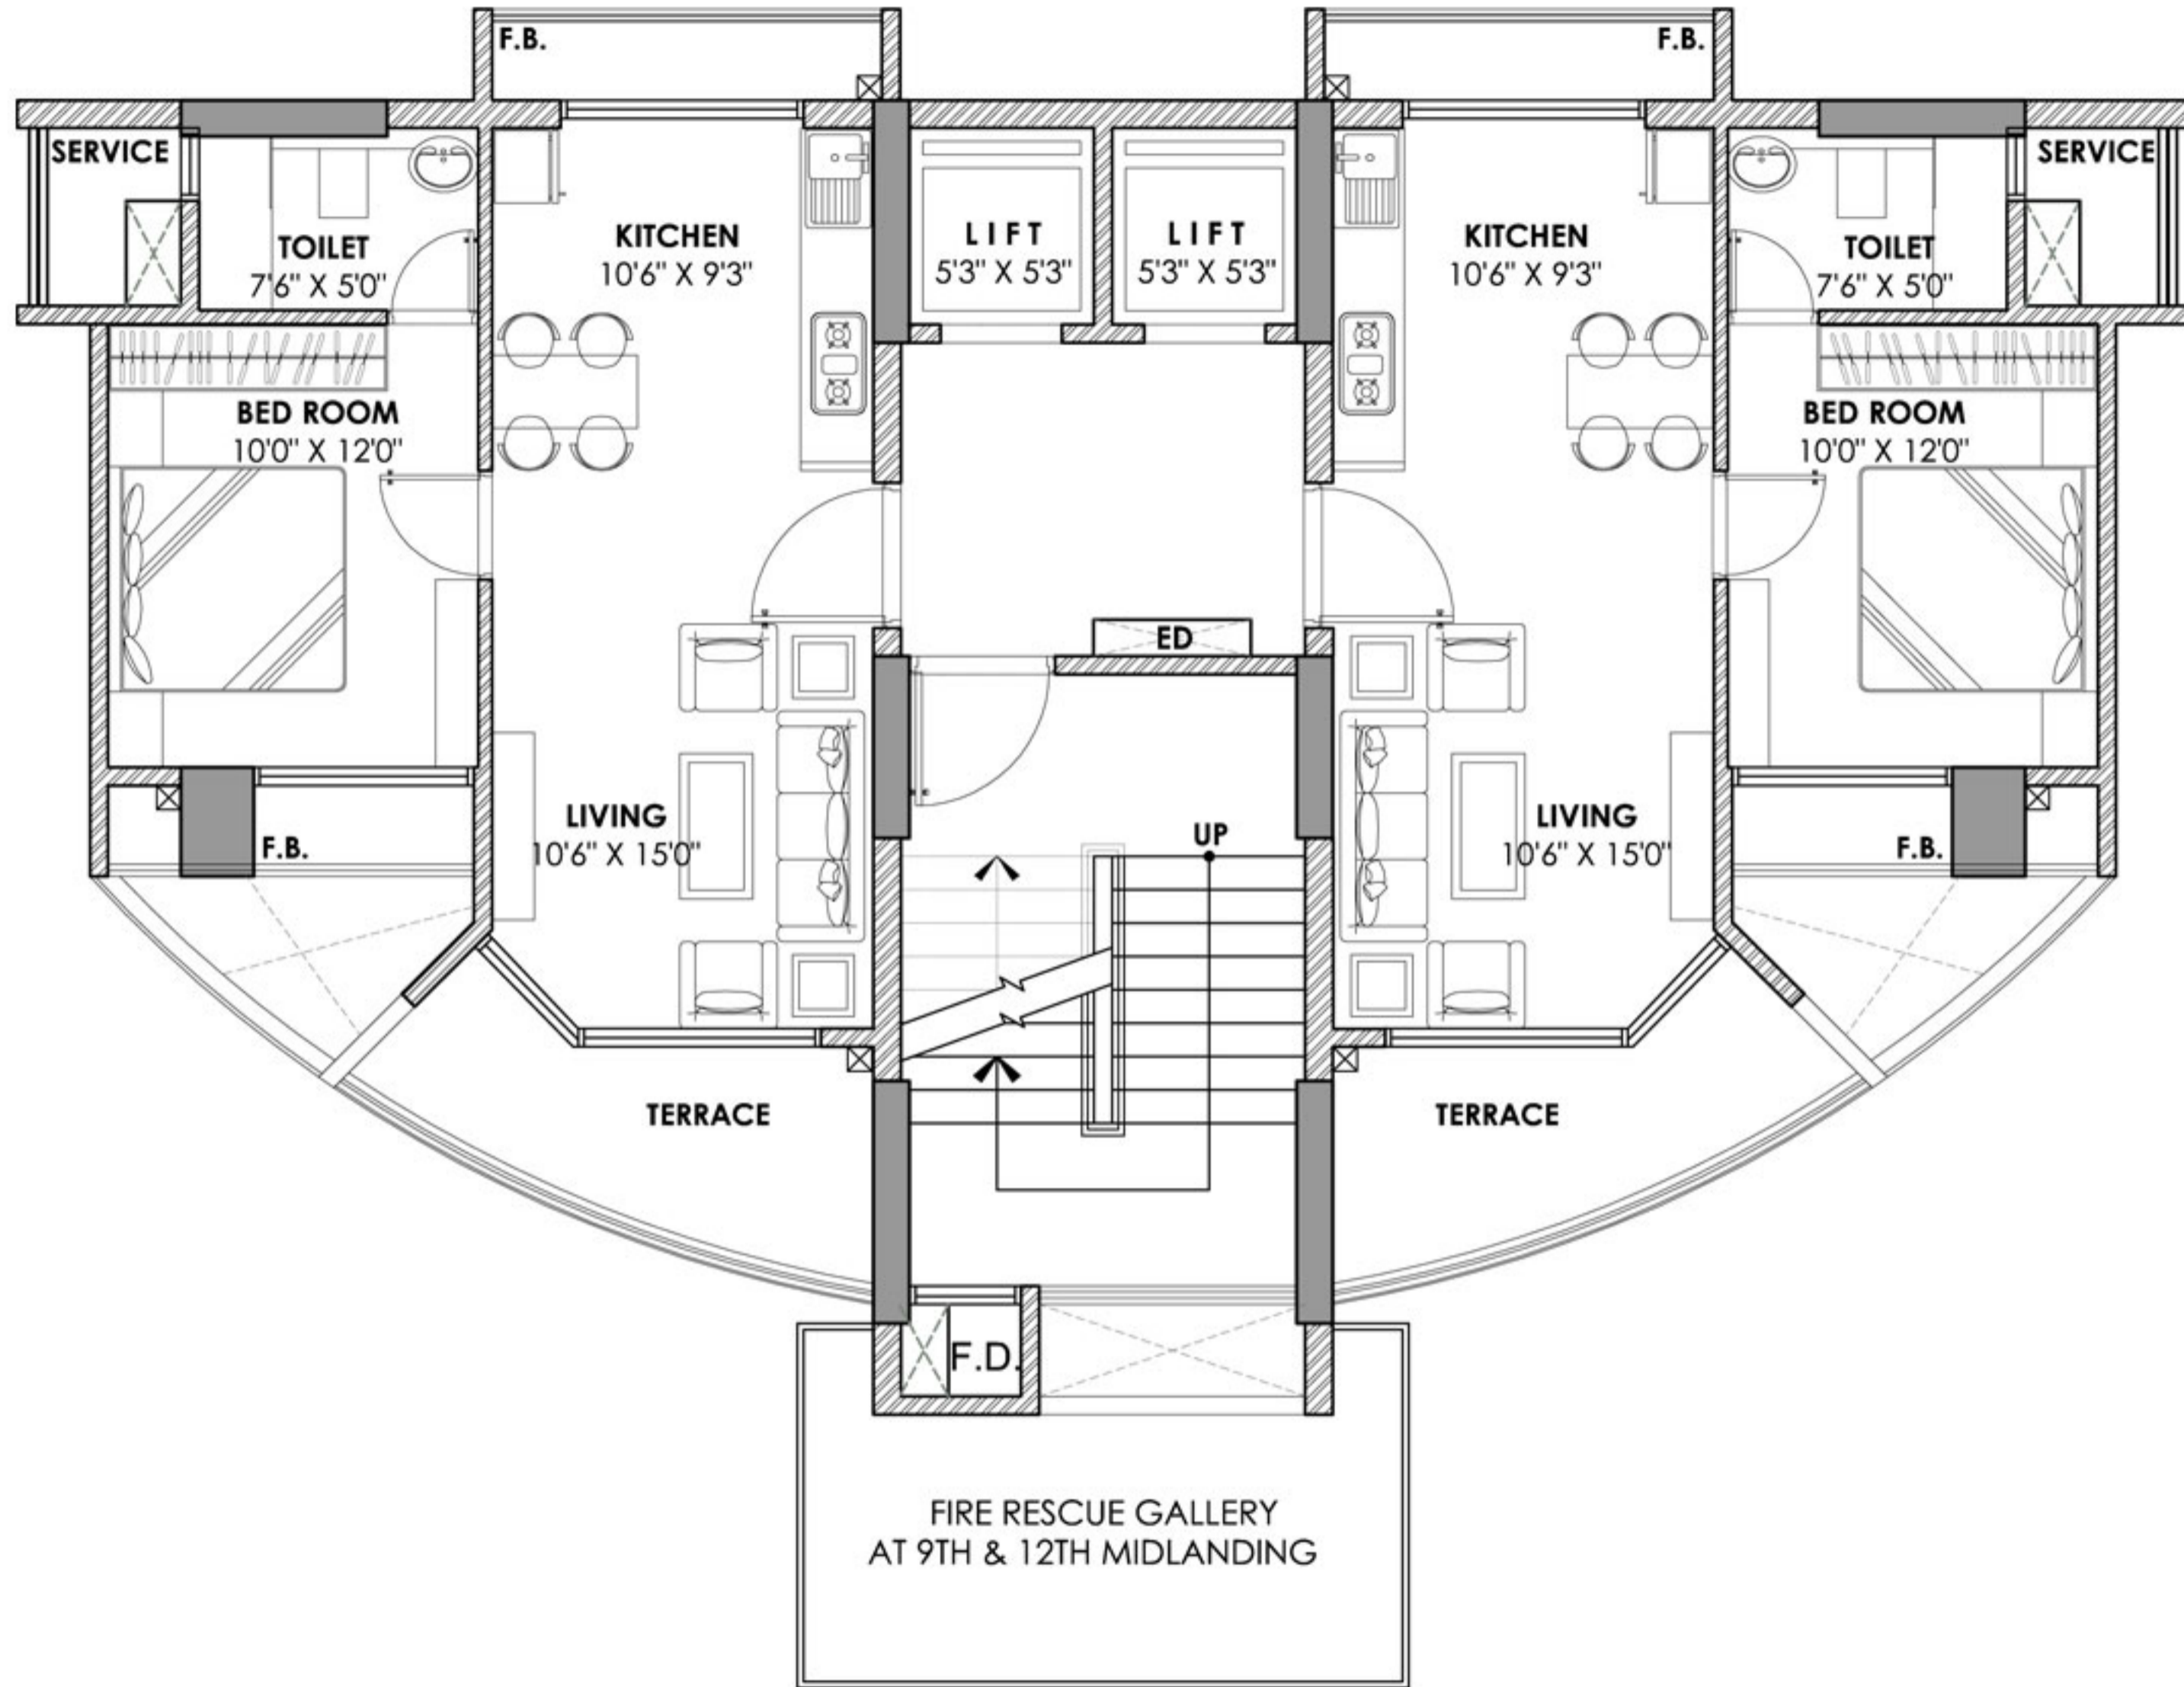 F.B.
F.B.
SERVICE
SERVICE
TOILET
7'6" X 5'0"
KITCHEN
10'6" X 9'3"
LIFT
5'3" X 5'3"
LIFT
5'3" X 5'3"
KITCHEN
10'6" X 9'3"
TOILET
7'6" X 5'0"
BED ROOM
10'0" X 12'0"
BED ROOM
10'0" X 12'0"
ED
LIVING
10'6" X 15'0"
UP
LIVING
10'6" X 15'0"
F.B.
F.B.
TERRACE
TERRACE
F.D.
FIRE RESCUE GALLERY
AT 9TH & 12TH MIDLANDING